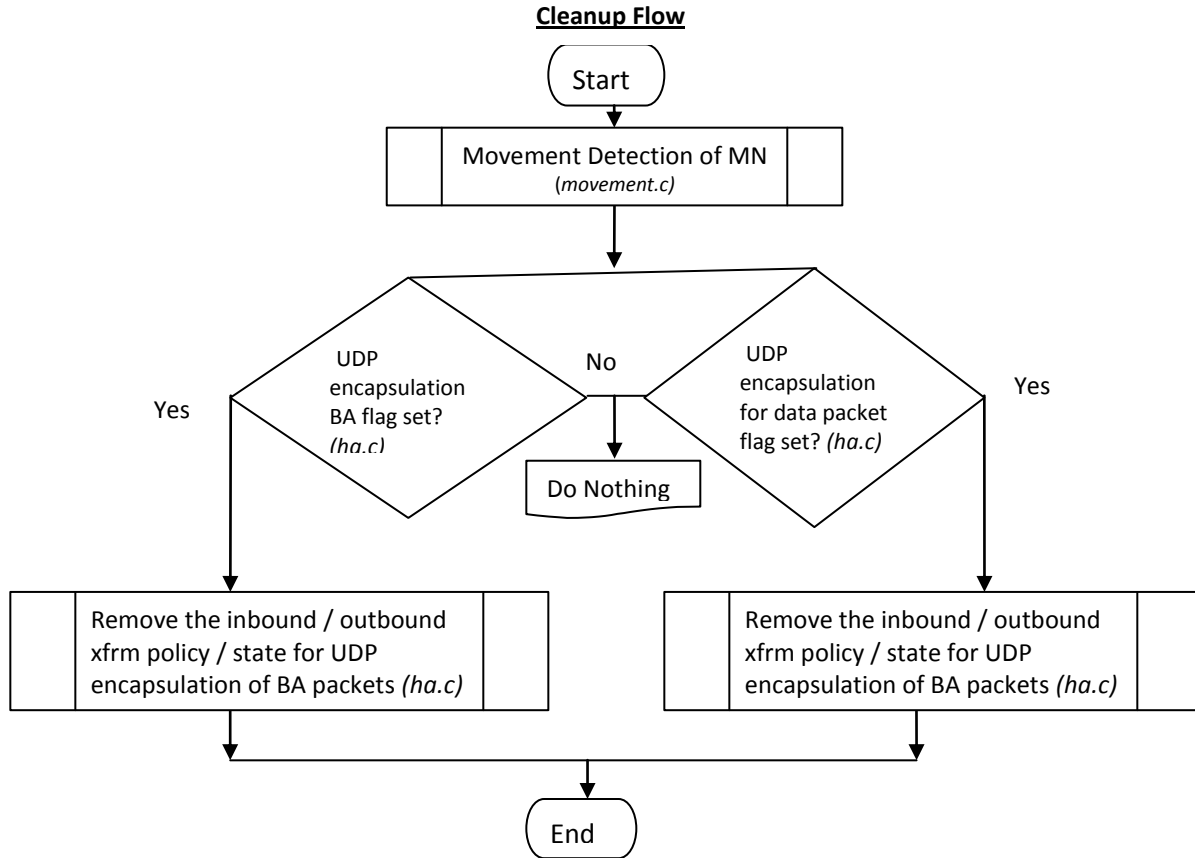 Cleanup Flow
Start
Movement Detection of MN
(movement.c)
UDP
encapsulation
BA flag set?
(ha.c)
No
UDP
encapsulation
for data packet
flag set? (ha.c)
Yes
Yes
Do Nothing
Remove the inbound / outbound
xfrm policy / state for UDP
encapsulation of BA packets (ha.c)
Remove the inbound / outbound
xfrm policy / state for UDP
encapsulation of BA packets (ha.c)
End